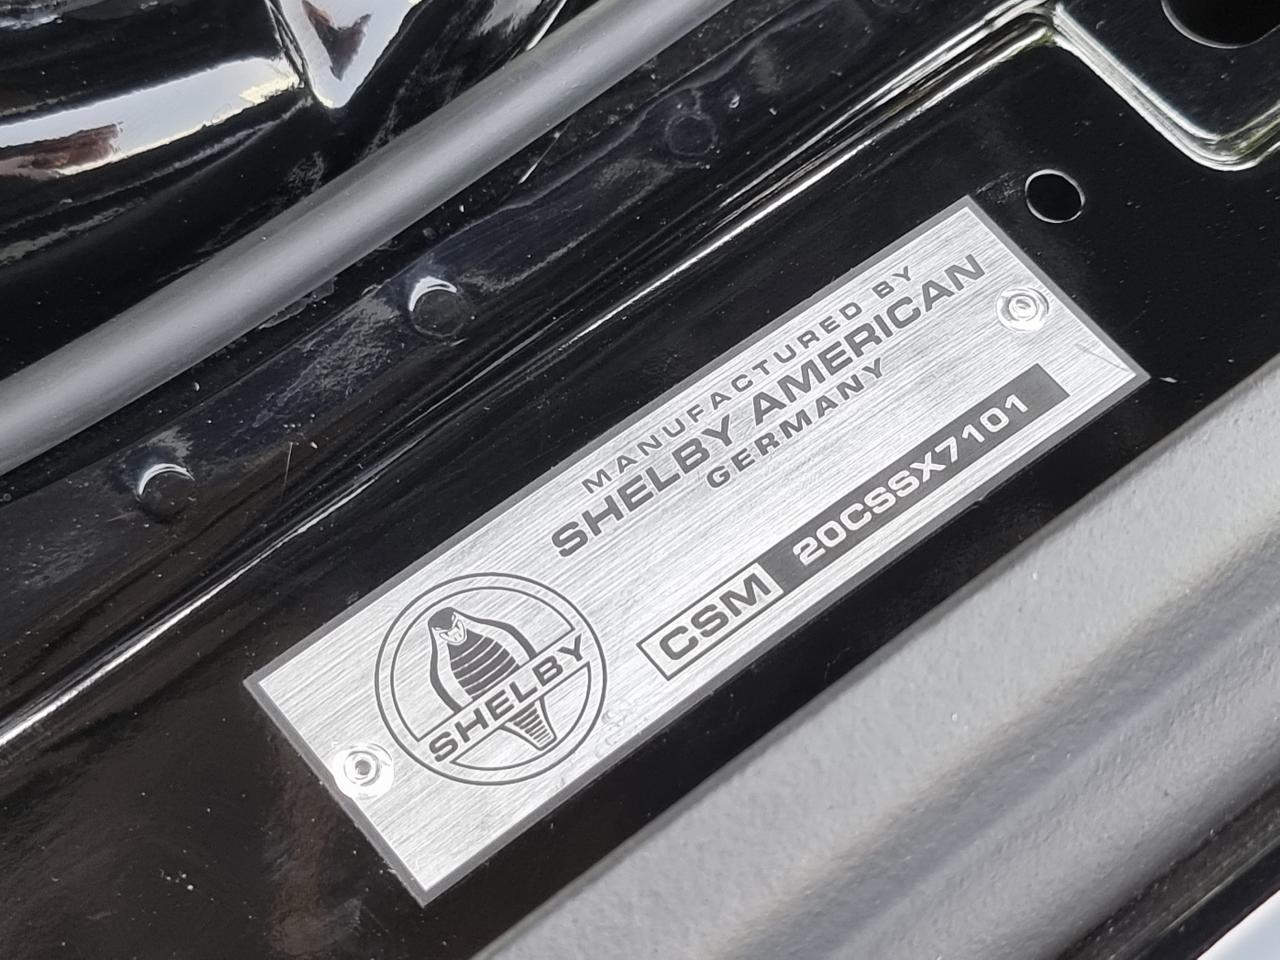 MANUFACTURED BY
SHELBY AMERICAN
GERMANY
CSM 20CSSX7101
SHELBY